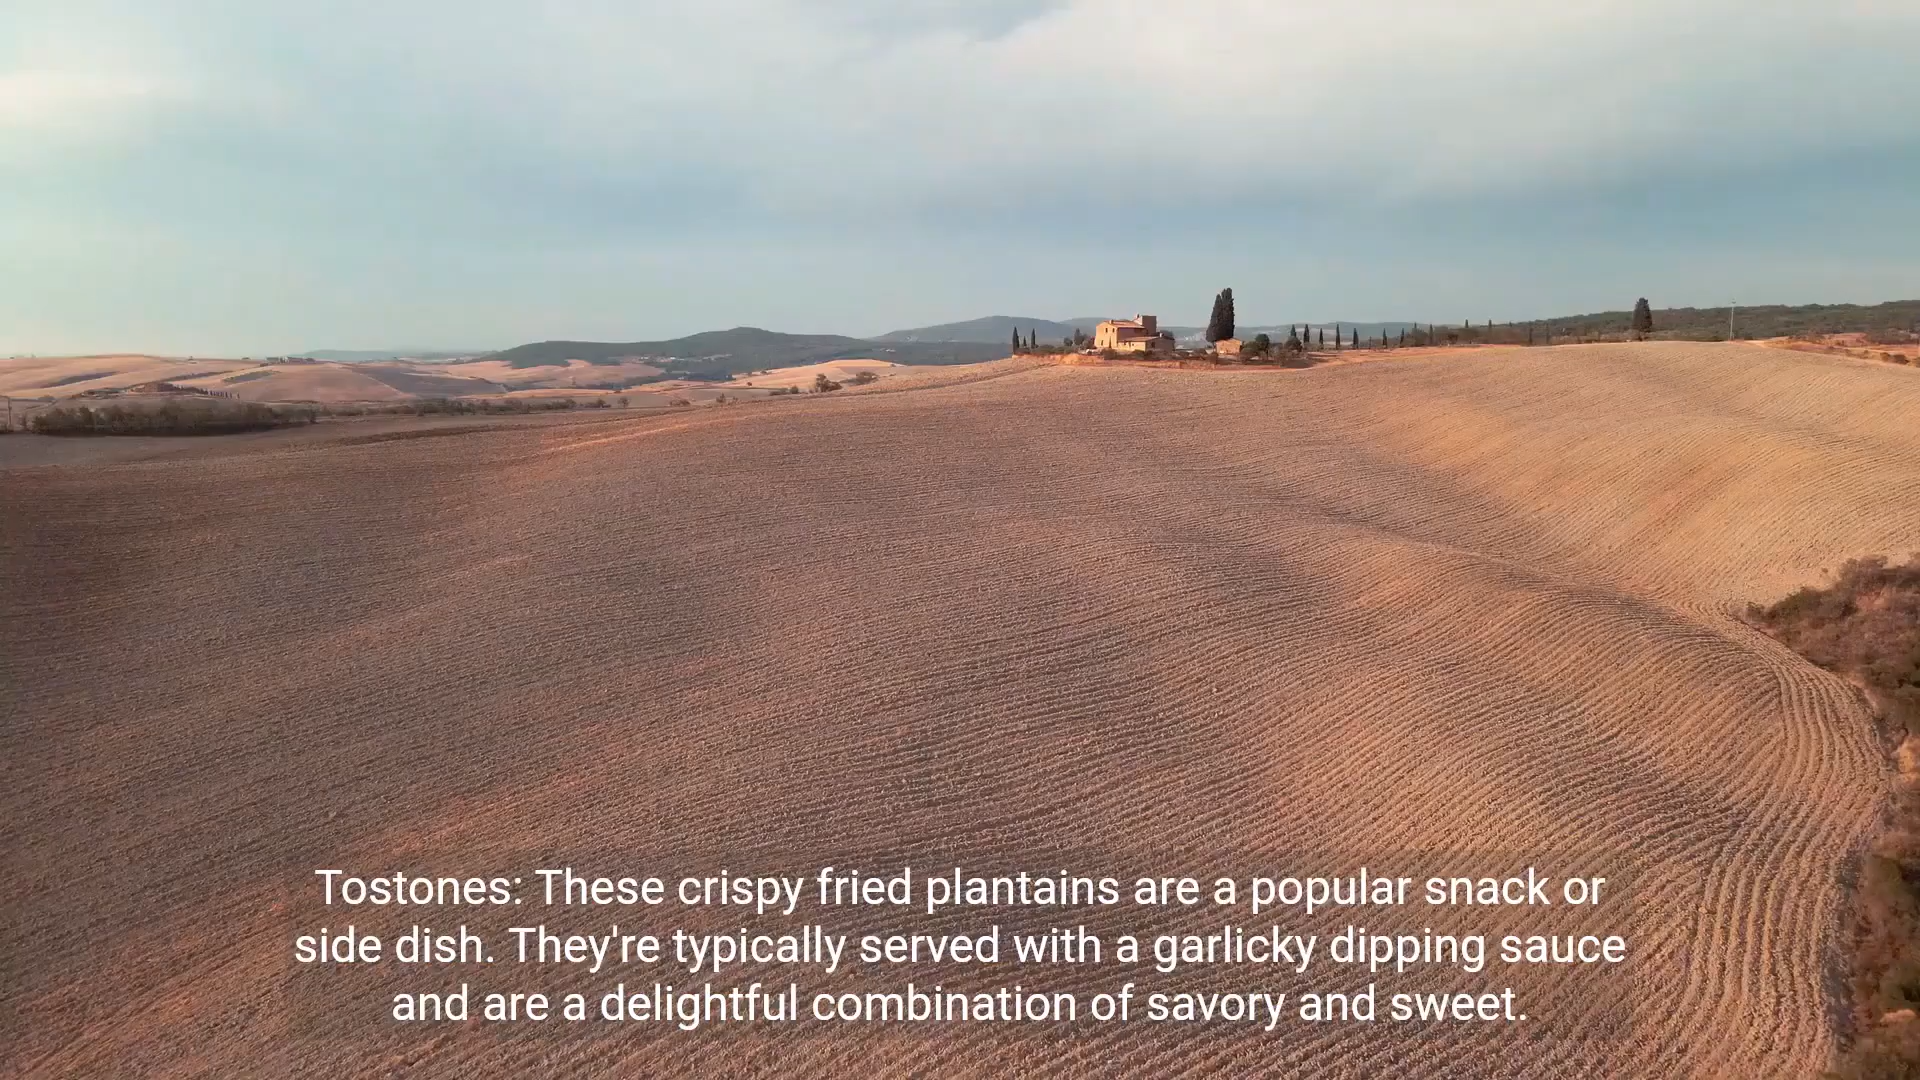 Tostones: These crispy fried plantains are a popular snack or
side dish. They're typically served with a garlicky dipping sauce
and are a delightful combination of savory and sweet.